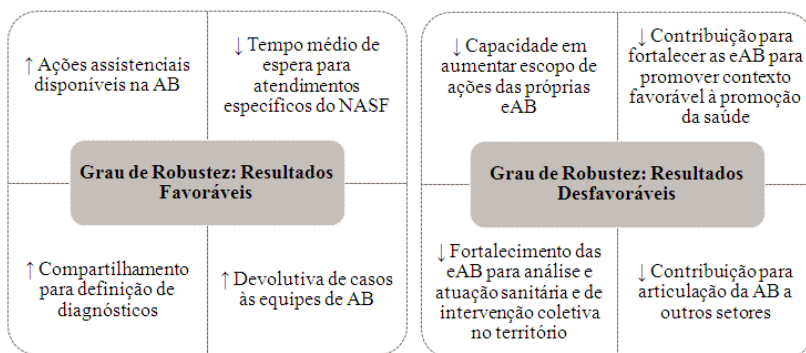 ↑ Ações assistenciais
disponíveis na AB
↓ Tempo médio de
espera para
atendimentos
específicos do NASF
Grau de Robustez: Resultados
Favoráveis
↑ Compartilhamento
para definição de
diagnósticos
↑ Devolutiva de casos
às equipes de AB
↓ Capacidade em
aumentar escopo de
ações das próprias
eAB
↓ Contribuição para
fortalecer as eAB para
promover contexto
favorável à promoção
da saúde
Grau de Robustez: Resultados
Desfavoráveis
↓ Fortalecimento das
eAB para análise e
atuação sanitária e de
intervenção coletiva
no território
↓ Contribuição para
articulação da AB a
outros setores